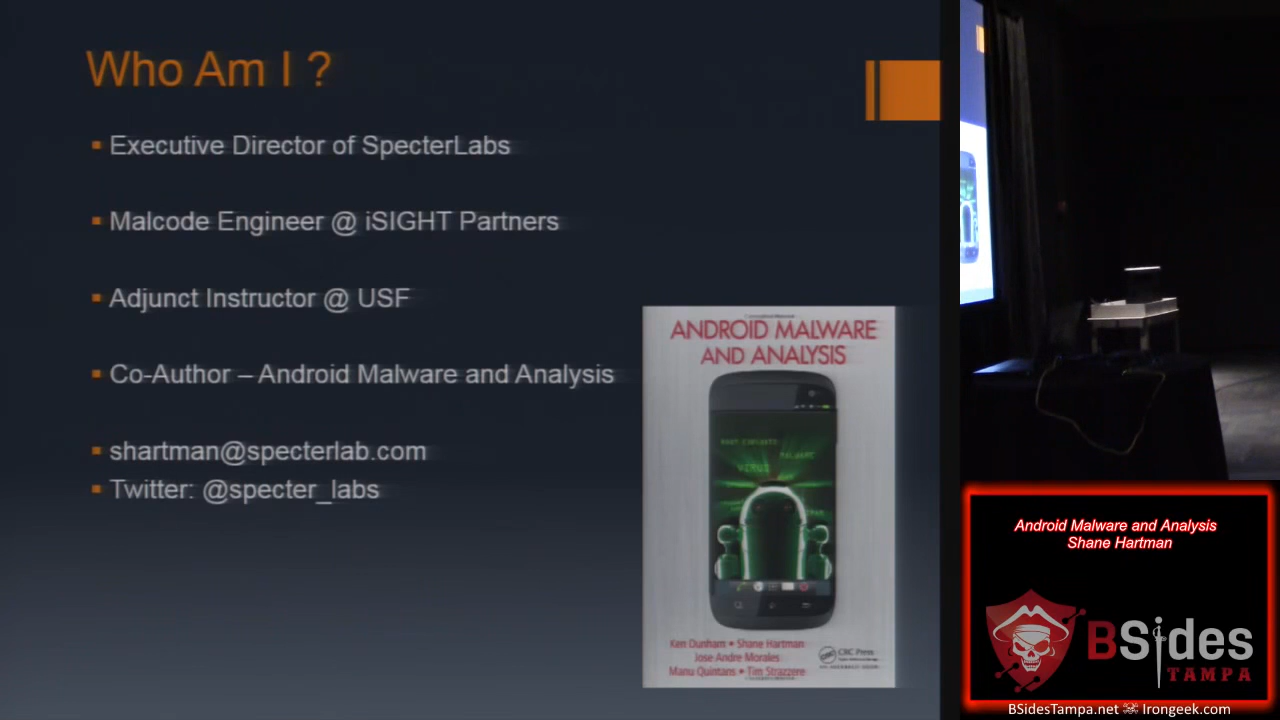 Who Am I ?
Executive Director of SpecterLabs
Malcode Engineer @ iSIGHT Partners
Adjunct Instructor @ USF
Co-Author – Android Malware and Analysis
shartman@specterlab.com
Twitter: @specter_labs
ANDROID MALWARE
AND ANALYSIS
MALWARE
VIRUS
Ken Dunham • Shane Hartman
Jose Andre Morales
Manu Quintans • Tim Strazzere
CRC Press
Android Malware and Analysis
Shane Hartman
BSides
TAMPA
BSidesTampa.net Irongeek.com